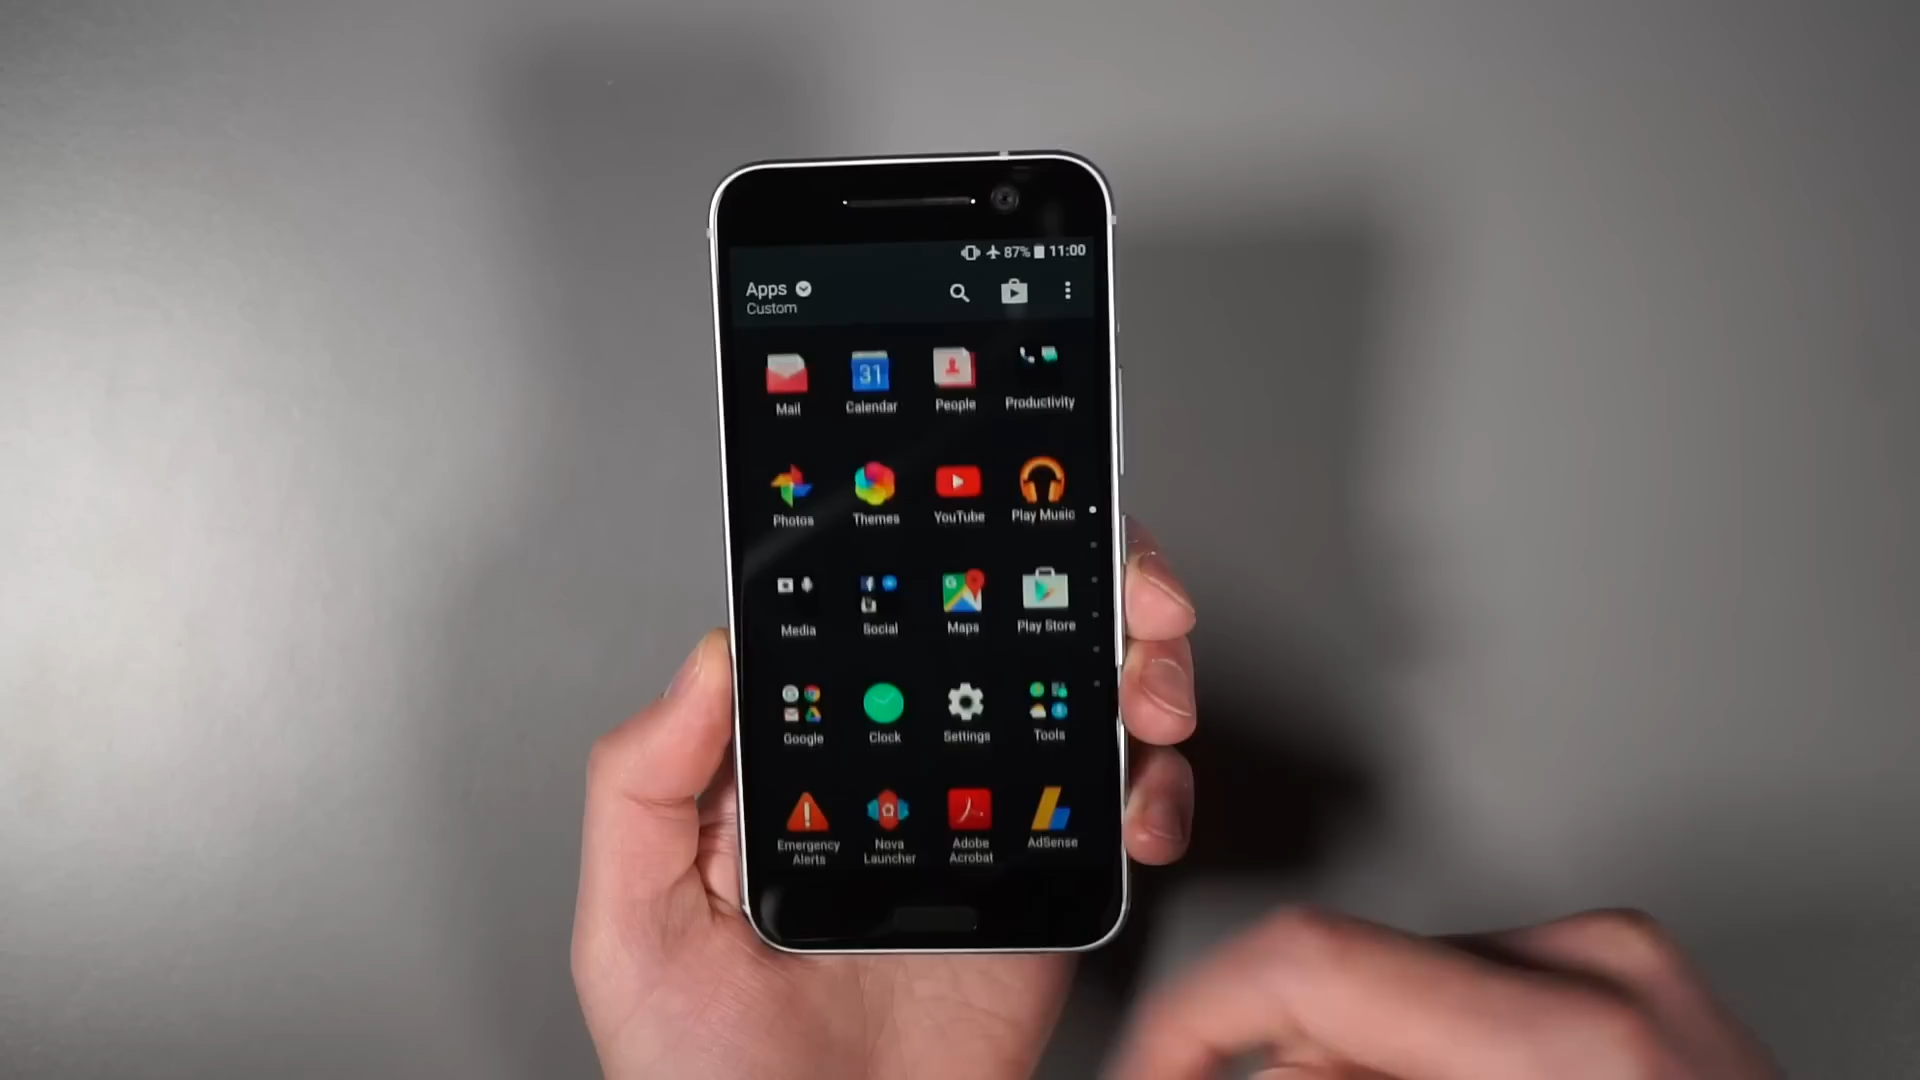 87% 11:00
Apps
Custom
31
Mail Calendar People Productivity
Photos Themes YouTube Play Music
G
Media Social Maps Play Store
Google Clock Settings Tools
Emergency Alerts Nova Launcher Adobe Acrobat AdSense